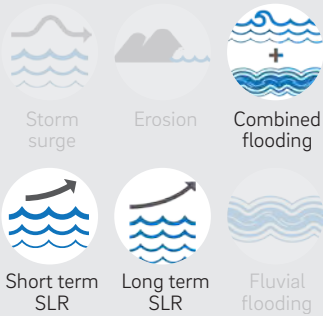 Storm
surge
Erosion
Combined
flooding
Short term
SLR
Long term
SLR
Fluvial
flooding